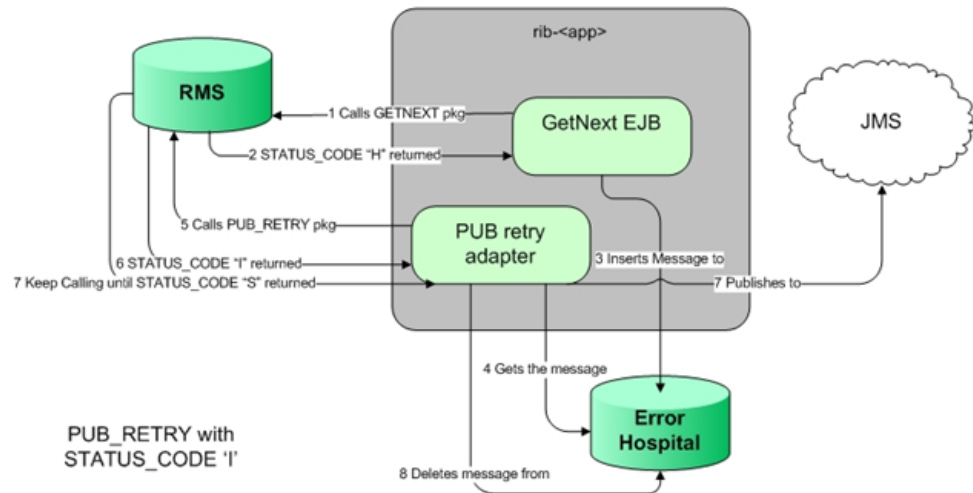 rib-<app>
RMS
1 Calls GETNEXT pkg
GetNext EJB
JMS
2 STATUS_CODE "H" returned
5 Calls PUB_RETRY pkg
PUB retry
adapter
6 STATUS_CODE "I" returned
3 Inserts Message to
7 Keep Calling until STATUS_CODE "S" returned
7 Publishes to
4 Gets the message
Error
Hospital
PUB_RETRY with
STATUS_CODE 'I'
8 Deletes message from